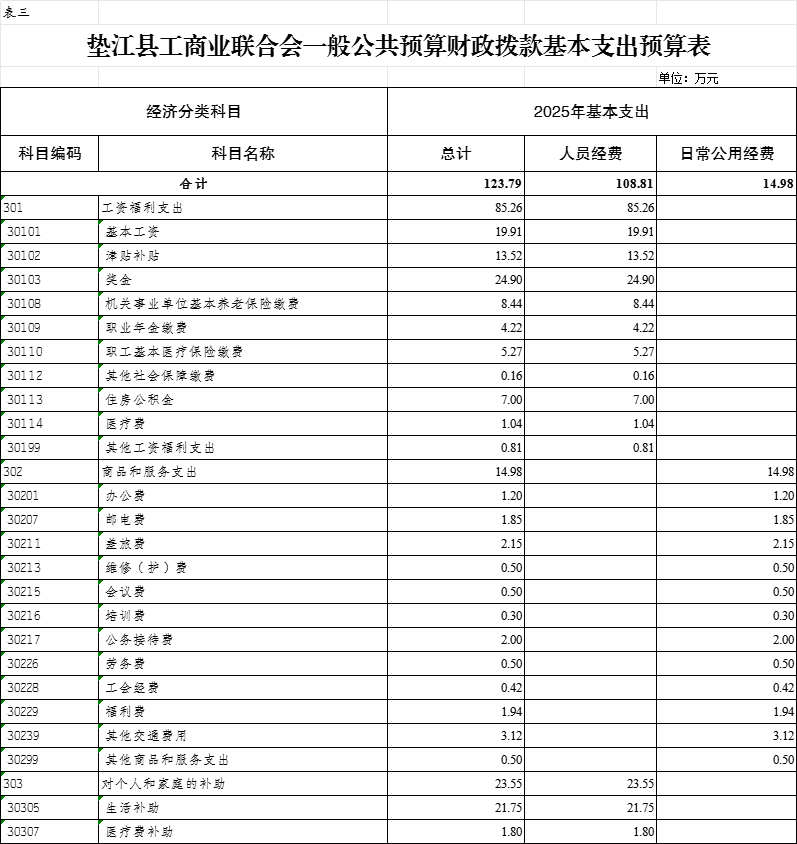 表三
垫江县工商业联合会一般公共预算财政拨款基本支出预算表
单位：万元
经济分类科目 2025年基本支出
科目编码 科目名称 总计 人员经费 日常公用经费
合计 123.79 108.81 14.98
301 工资福利支出 85.26 85.26
30101 基本工资 19.91 19.91
30102 津贴补贴 13.52 13.52
30103 奖金 24.90 24.90
30108 机关事业单位基本养老保险缴费 8.44 8.44
30109 职业年金缴费 4.22 4.22
30110 职工基本医疗保险缴费 5.27 5.27
30112 其他社会保障缴费 0.16 0.16
30113 住房公积金 7.00 7.00
30114 医疗费 1.04 1.04
30199 其他工资福利支出 0.81 0.81
302 商品和服务支出 14.98 14.98
30201 办公费 1.20 1.20
30207 邮电费 1.85 1.85
30211 差旅费 2.15 2.15
30213 维修（护）费 0.50 0.50
30215 会议费 0.50 0.50
30216 培训费 0.30 0.30
30217 公务接待费 2.00 2.00
30226 劳务费 0.50 0.50
30228 工会经费 0.42 0.42
30229 福利费 1.94 1.94
30239 其他交通费用 3.12 3.12
30299 其他商品和服务支出 0.50 0.50
303 对个人和家庭的补助 23.55 23.55
30305 生活补助 21.75 21.75
30307 医疗费补助 1.80 1.80